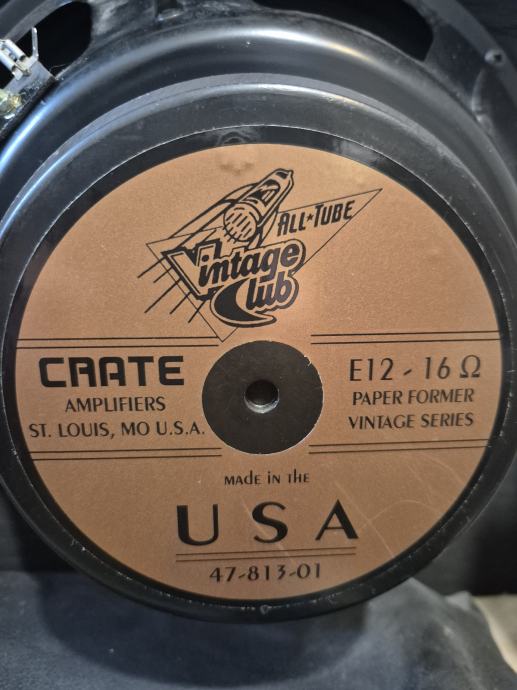 ALL★TUBE
Vintage
Club
CRATE
AMPLIFIERS
ST. LOUIS, MO U.S.A.
E12 - 16 Ω
PAPER FORMER
VINTAGE SERIES
MADE IN THE
USA
47-813-01